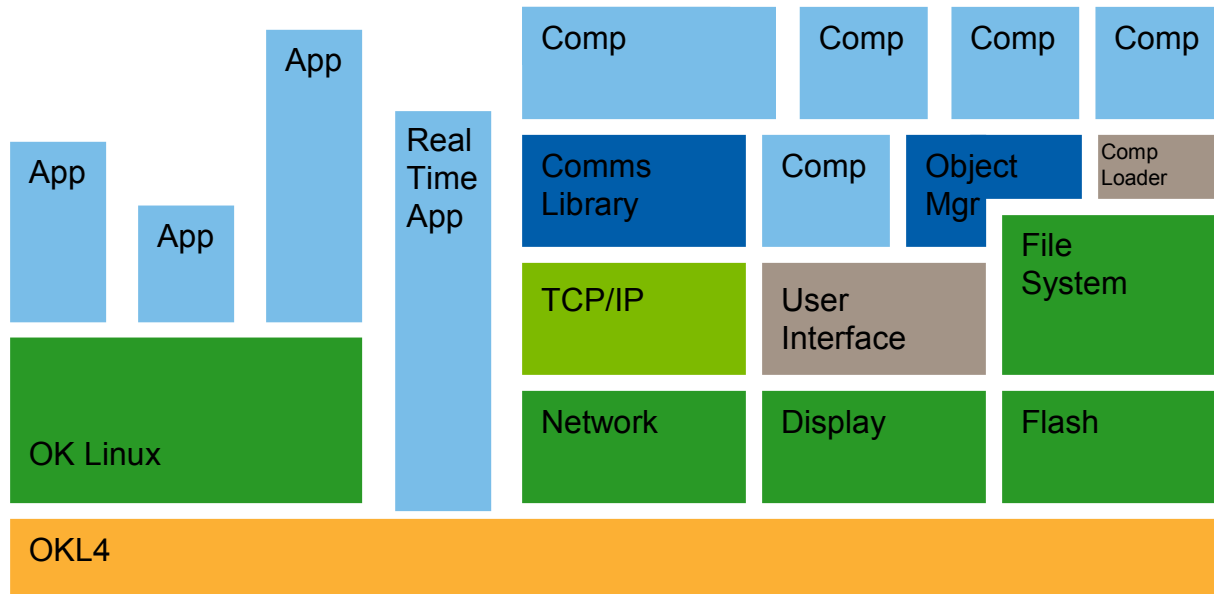 App
App
App
OK Linux
Real
Time
App
Comp
Comp
Comp
Comp
Comms
Library
Comp
Object
Mgr
Comp
Loader
TCP/IP
User
Interface
File
System
Network
Display
Flash
OKL4